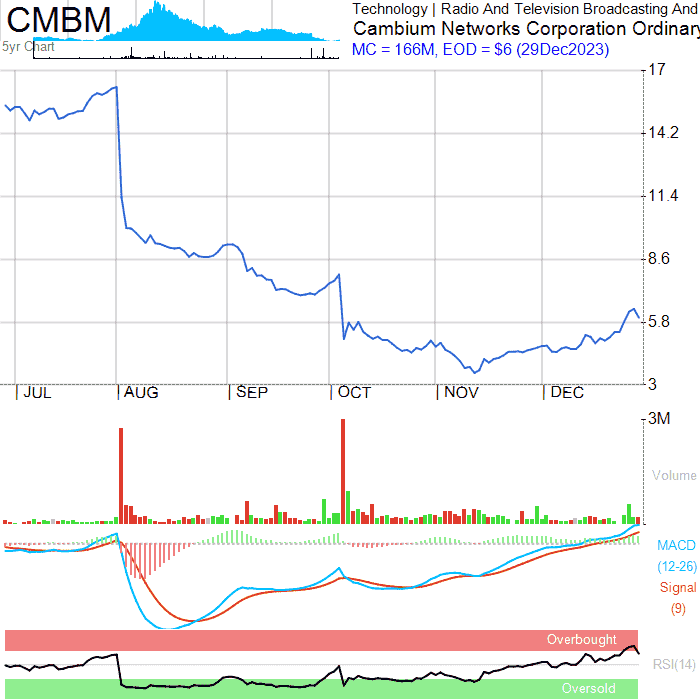 CMBM
5yr Chart
Technology | Radio And Television Broadcasting And
Cambium Networks Corporation Ordinary
MC = 166M, EOD = $6 (29Dec2023)
17
14.2
11.4
8.6
5.8
3
| JUL | AUG | SEP | OCT | NOV | DEC
3M
Volume
MACD
(12-26)
Signal
(9)
Overbought
RSI(14)
Oversold